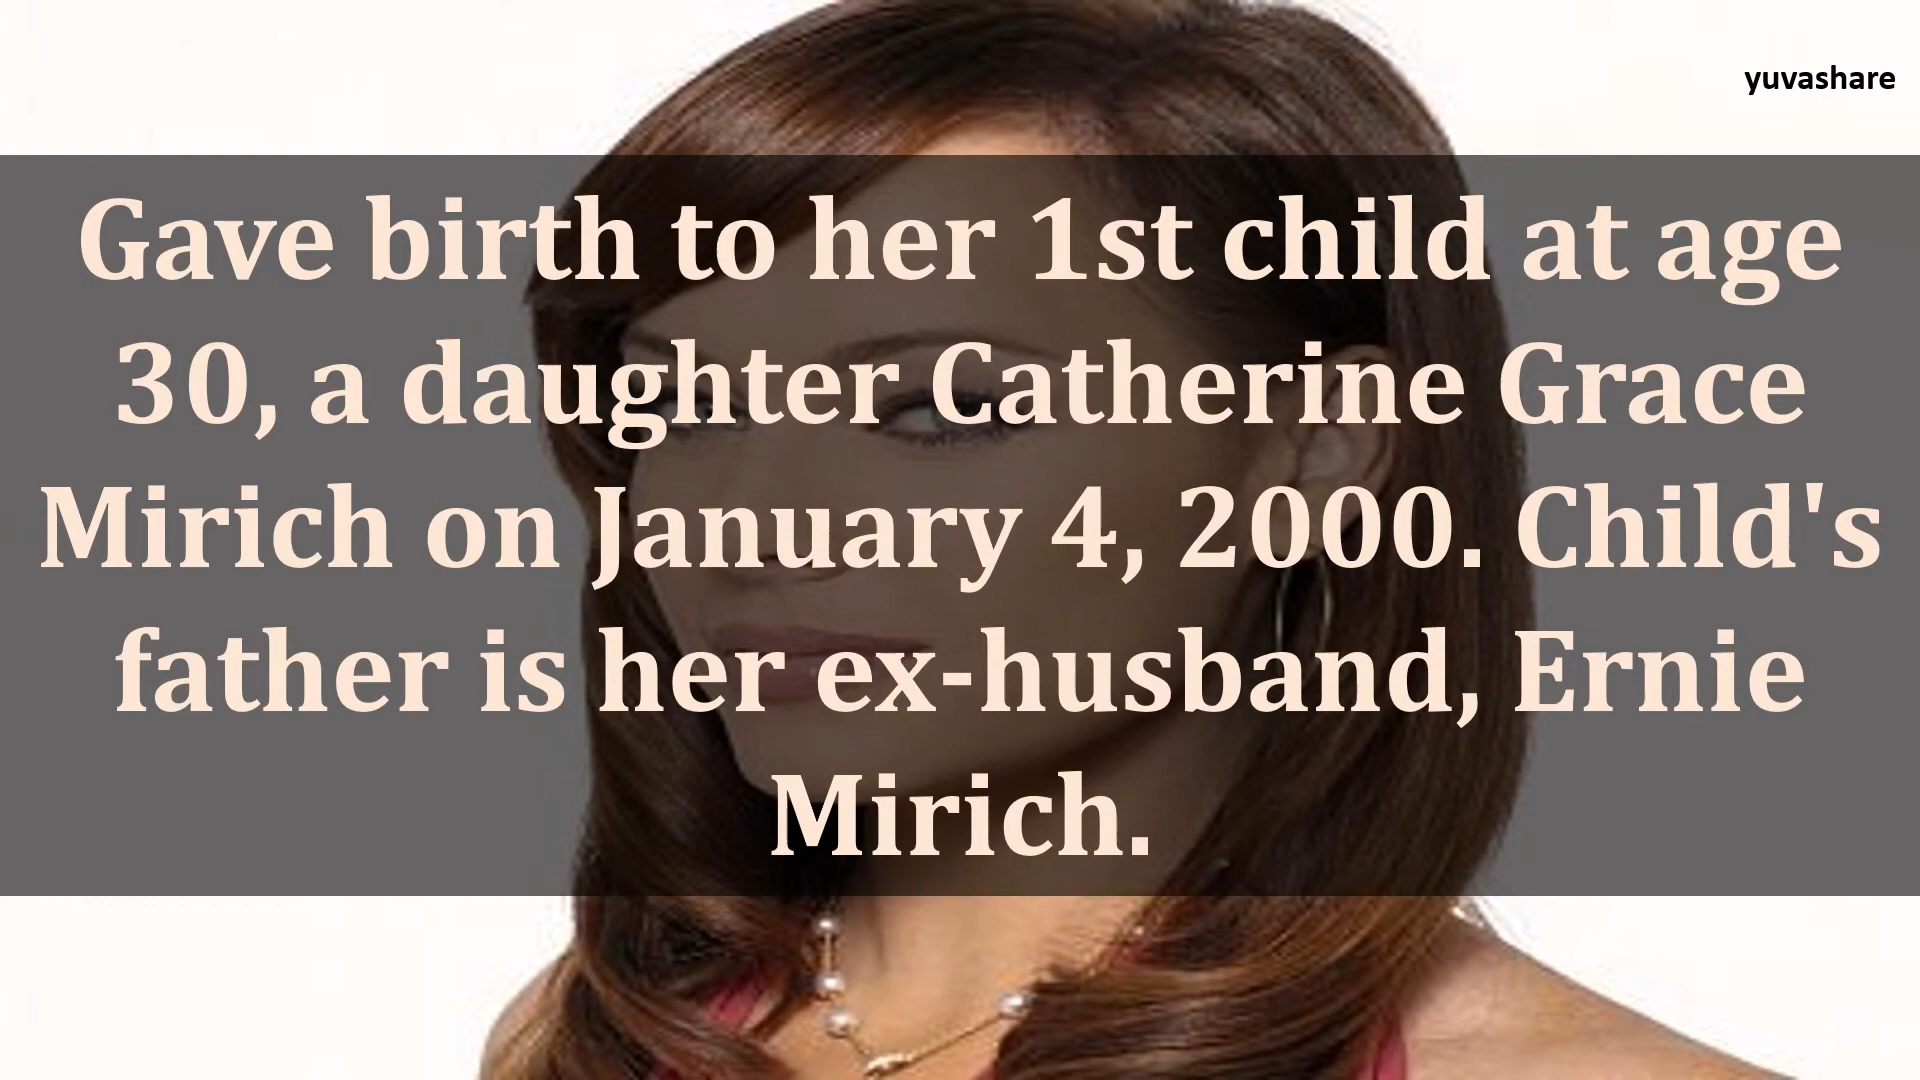 yuvashare
Gave birth to her 1st child at age
30, a daughter Catherine Grace
Mirich on January 4, 2000. Child's
father is her ex-husband, Ernie
Mirich.